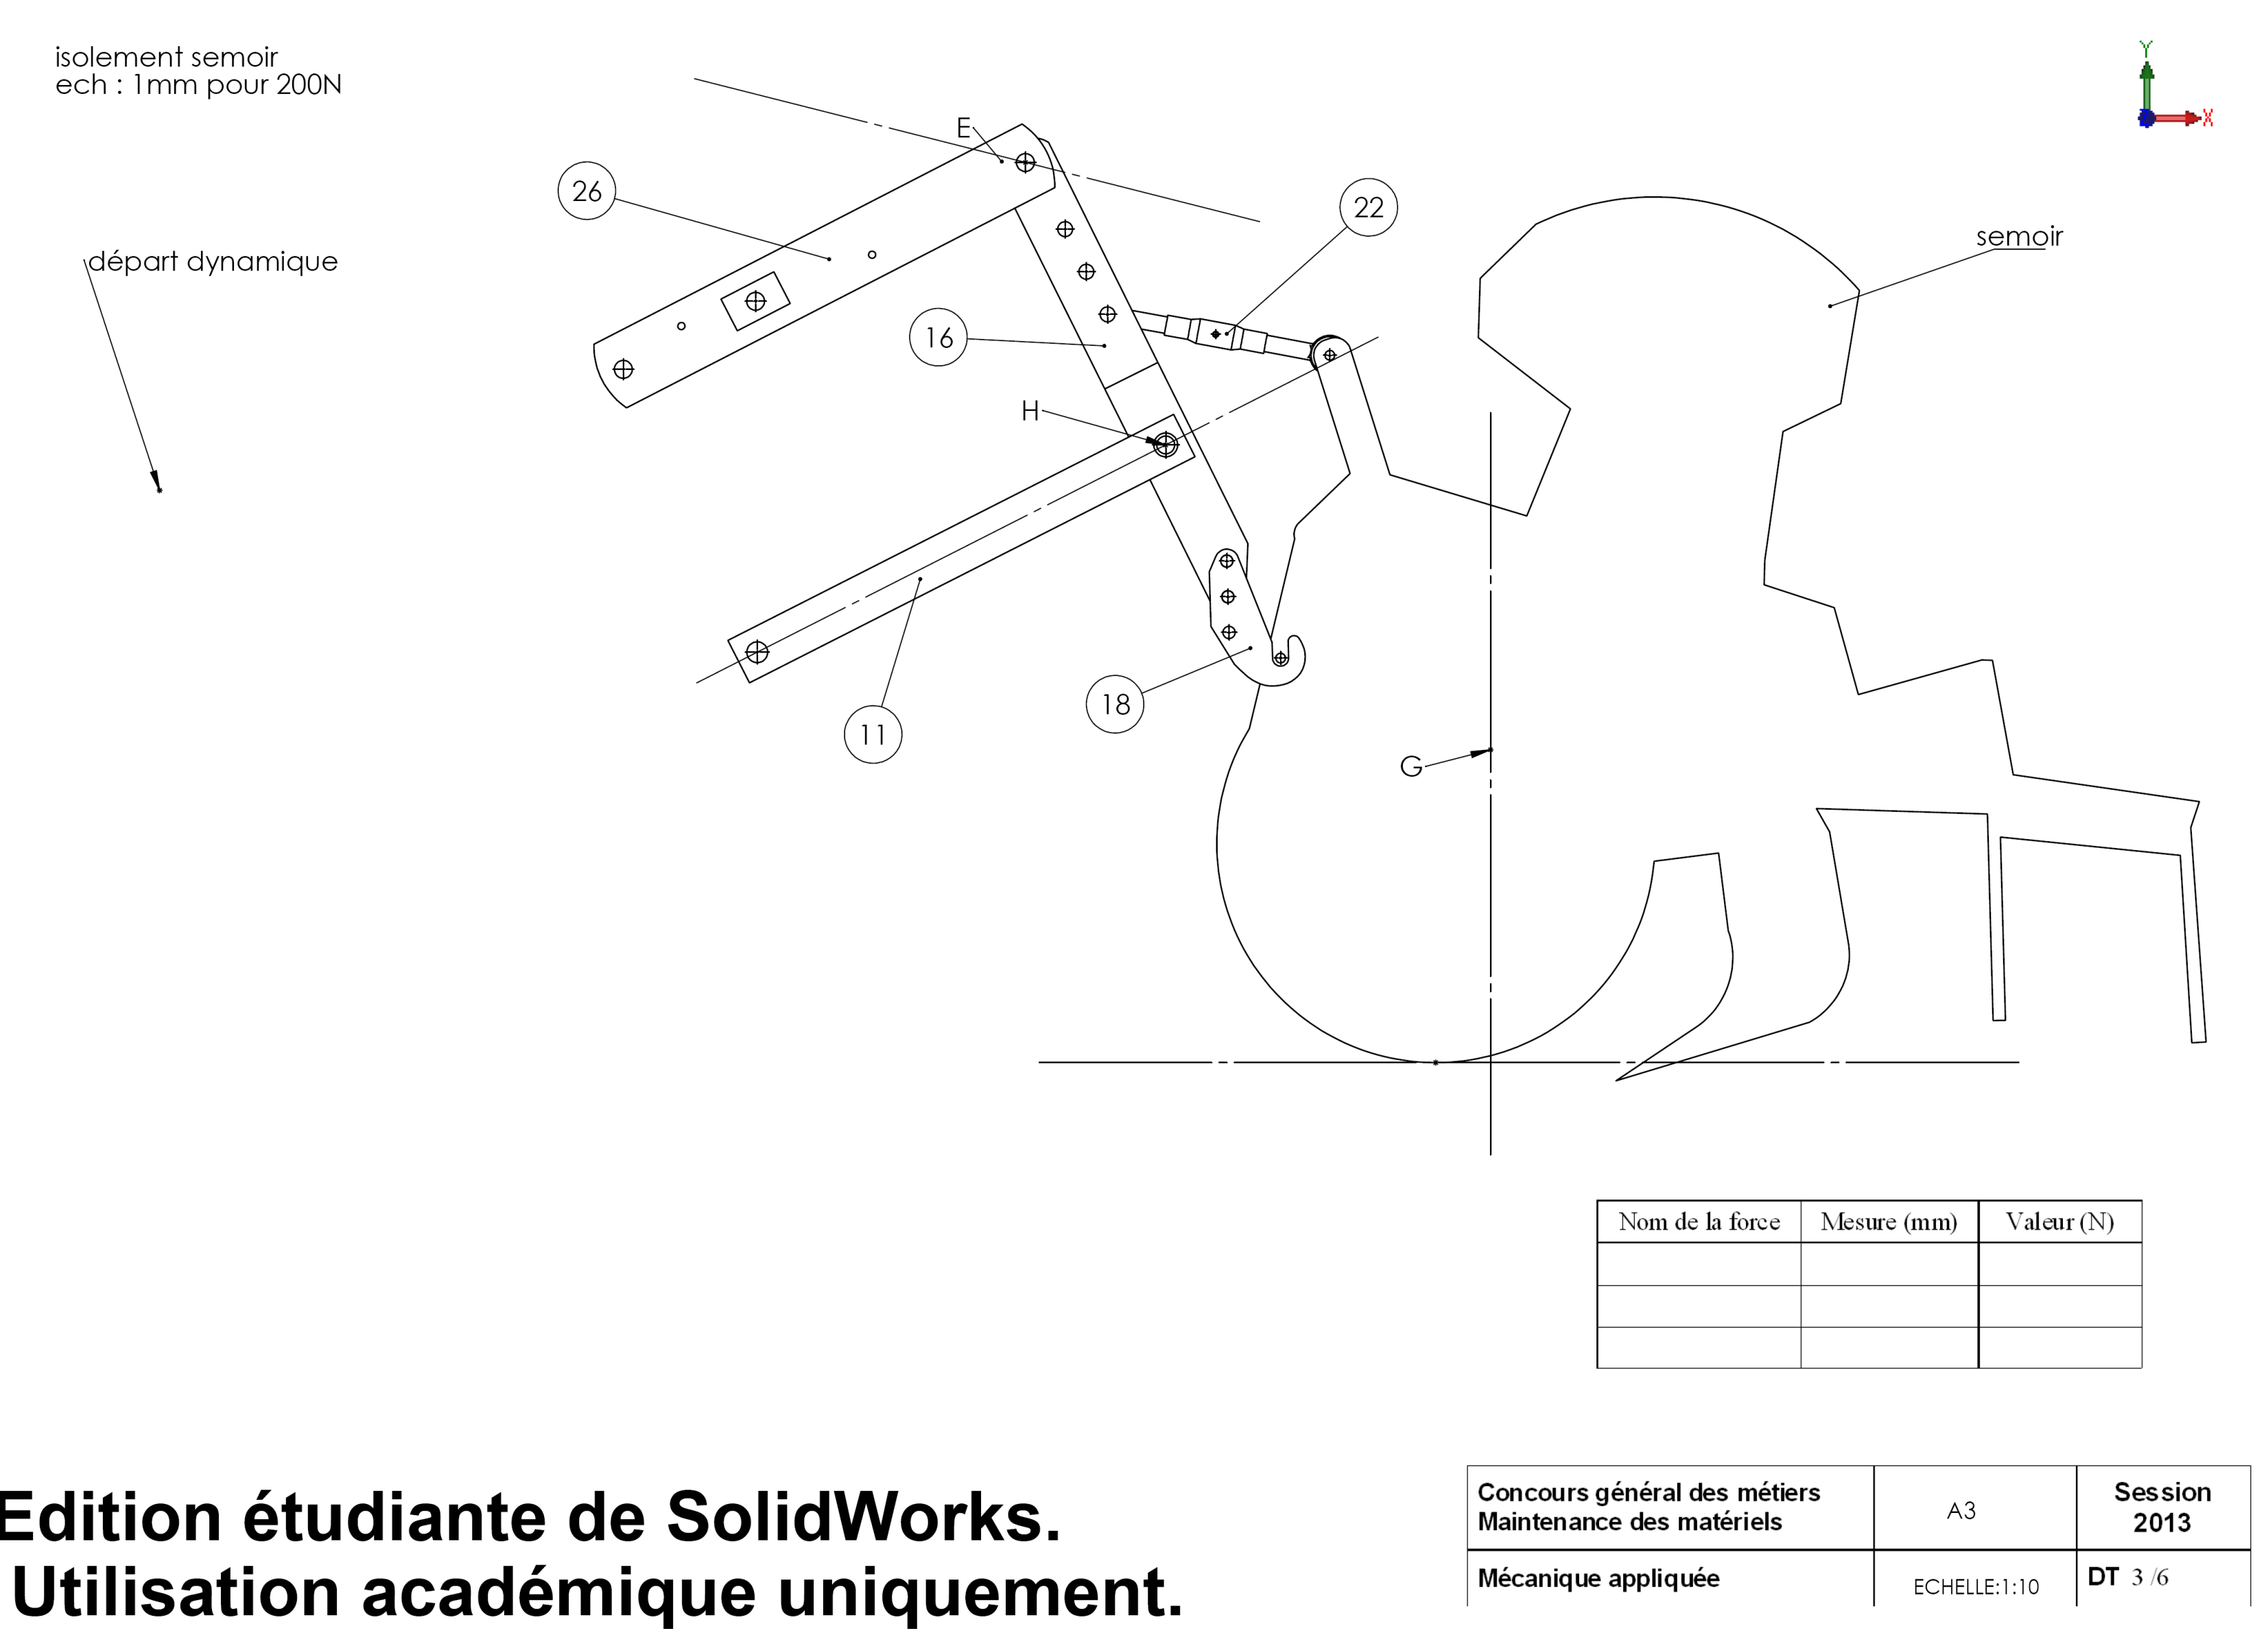 isolement semoir
ech : 1mm pour 200N
Y
X
E
26
22
semoir
départ dynamique
16
H
18
11
G
Nom de la force Mesure (mm) Valeur (N)
Edition étudiante de SolidWorks.
Utilisation académique uniquement.
Concours général des métiers
Maintenance des matériels
A3
Session
2013
Mécanique appliquée
ECHELLE:1:10
DT 3 /6